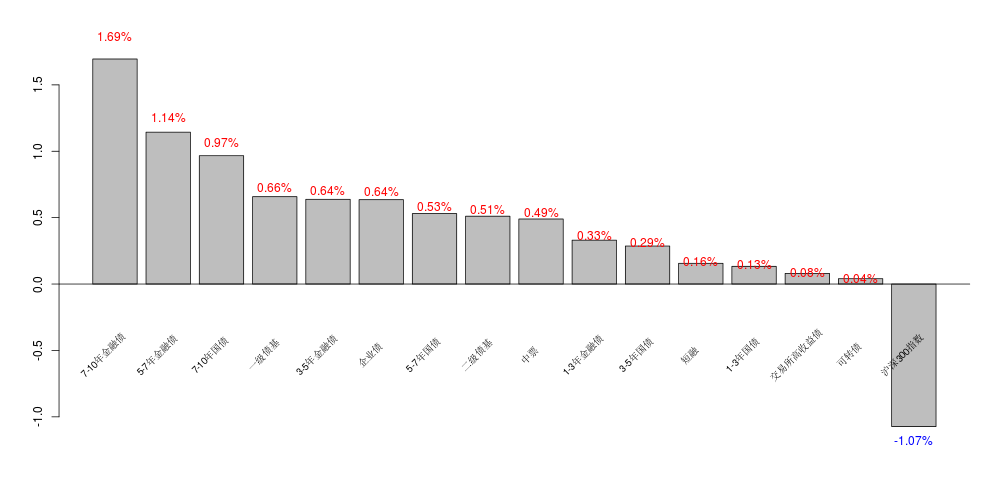 1.69%
1.14%
0.97%
0.66%
0.64%
0.64%
0.53%
0.51%
0.49%
0.33%
0.29%
0.16%
0.13%
0.08%
0.04%
-1.07%
1.5
1.0
0.5
0.0
-0.5
-1.0
7-10年金融债
5-7年金融债
7-10年国债
一级债基
3-5年金融债
企业债
5-7年国债
二级债基
中票
1-3年金融债
3-5年国债
短融
1-3年国债
交易所高收益债
可转债
沪深300指数